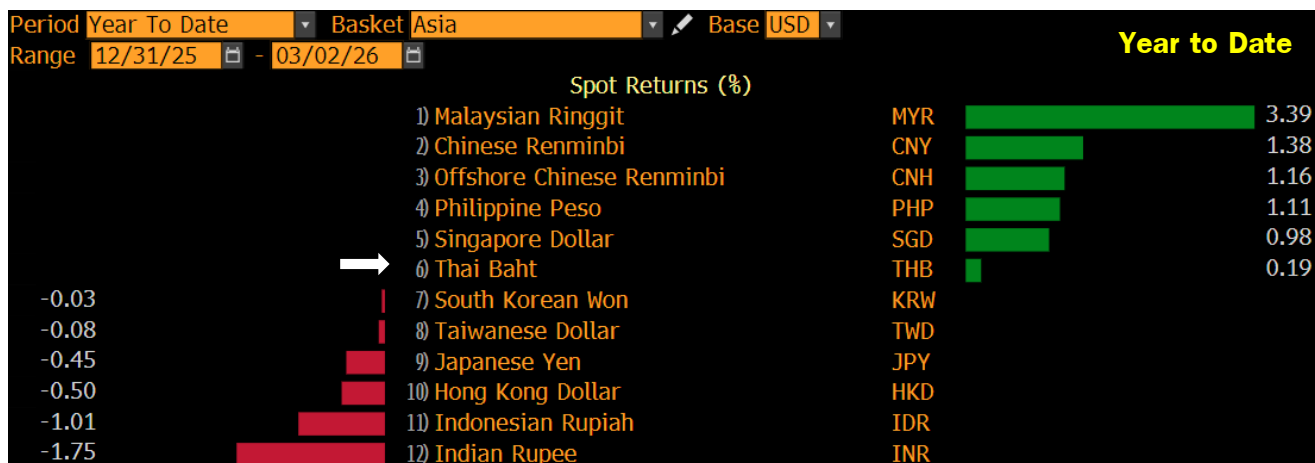 Period Year To Date Basket Asia Base USD
Range 12/31/25 - 03/02/26
Year to Date
Spot Returns (%)
1) Malaysian Ringgit MYR 3.39
2) Chinese Renminbi CNY 1.38
3) Offshore Chinese Renminbi CNH 1.16
4) Philippine Peso PHP 1.11
5) Singapore Dollar SGD 0.98
6) Thai Baht THB 0.19
-0.03 7) South Korean Won KRW
-0.08 8) Taiwanese Dollar TWD
-0.45 9) Japanese Yen JPY
-0.50 10) Hong Kong Dollar HKD
-1.01 11) Indonesian Rupiah IDR
-1.75 12) Indian Rupee INR